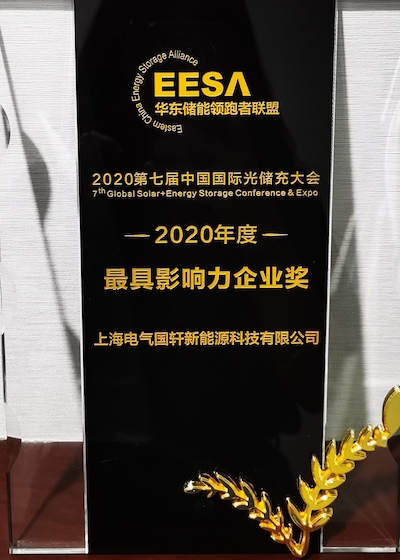 Eastern China Energy Storage Alliance
EESA
华东储能领跑者联盟
2020第七届中国国际光储充大会
7th Global Solar+Energy Storage Conference & Expo
2020年度
最具影响力企业奖
上海电气国轩新能源科技有限公司